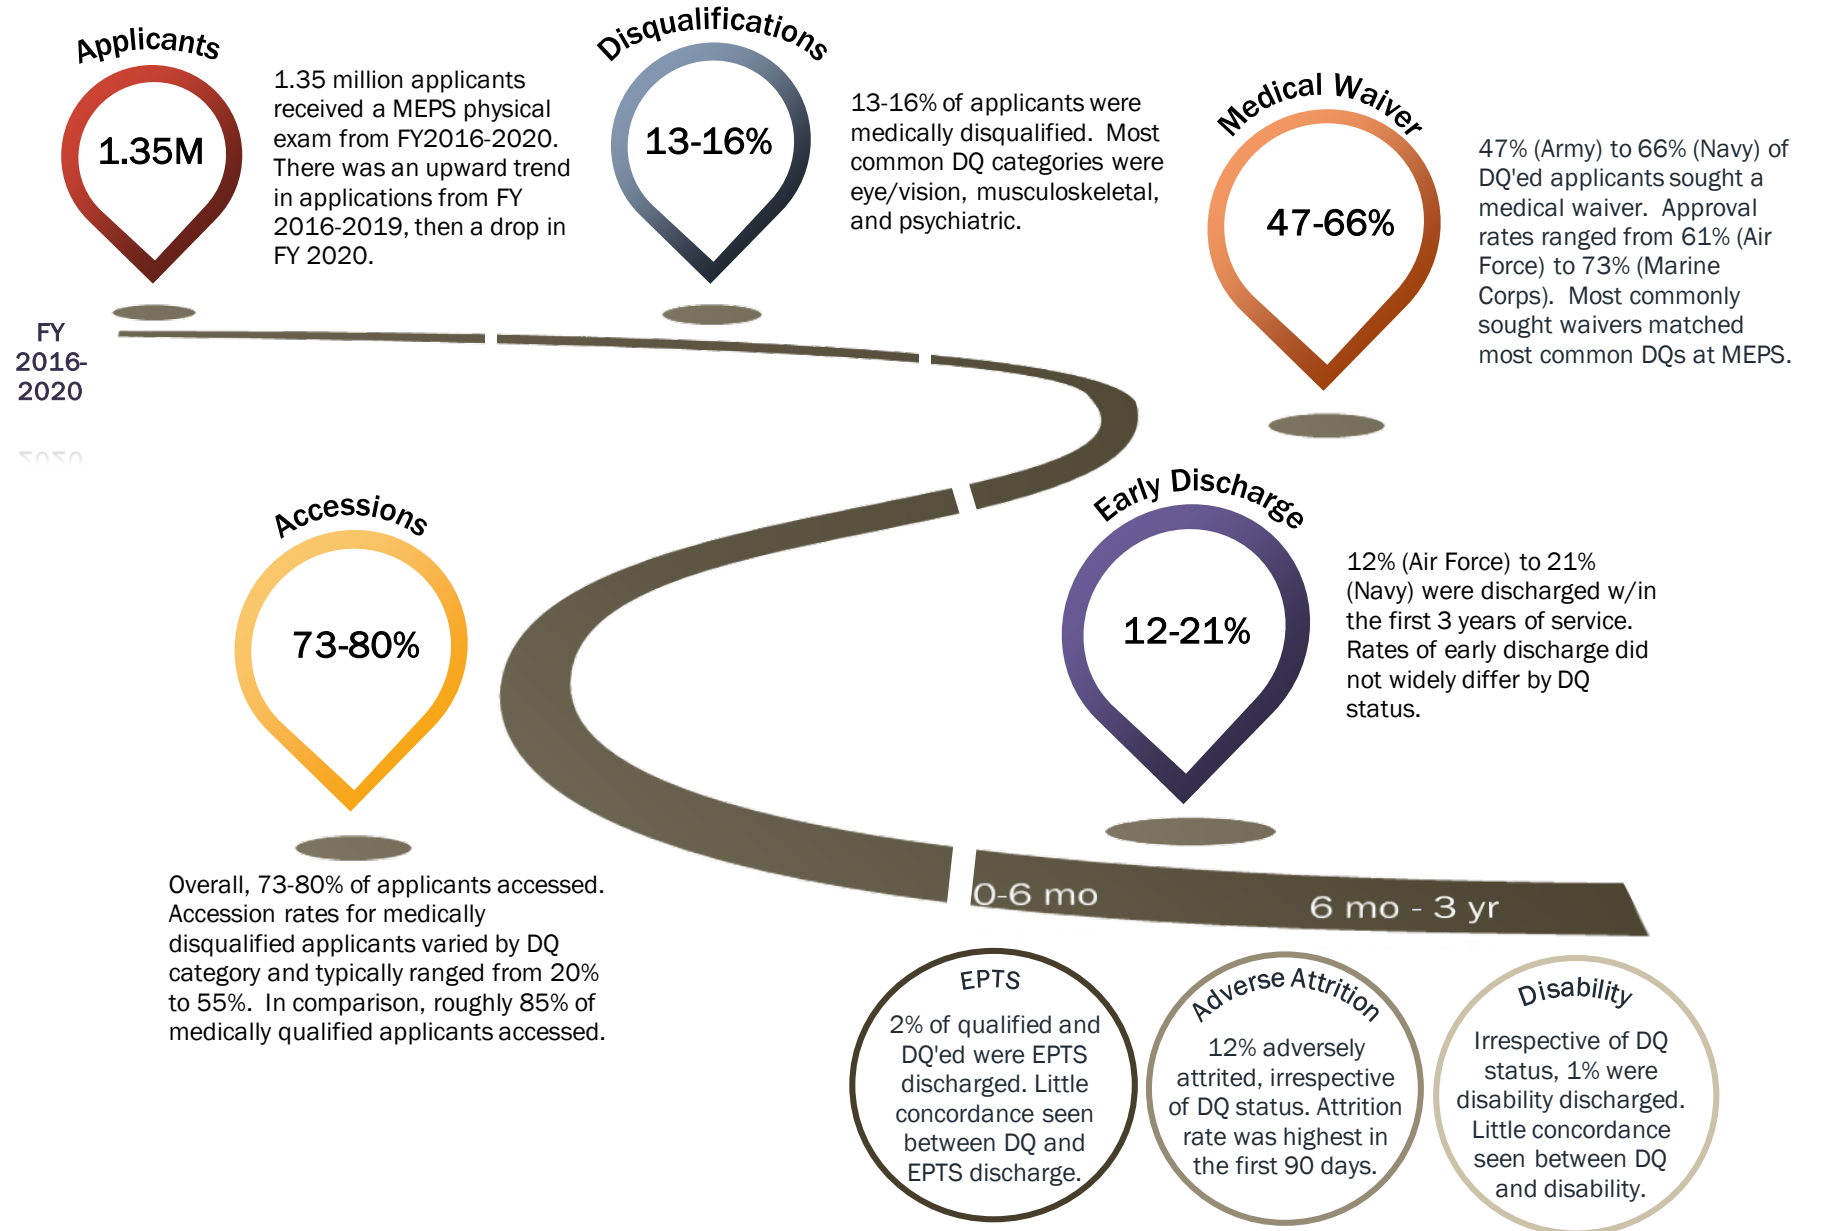 Applicants
1.35M
1.35 million applicants
received a MEPS physical
exam from FY2016-2020.
There was an upward trend
in applications from FY
2016-2019, then a drop in
FY 2020.
Disqualifications
13-16%
13-16% of applicants were
medically disqualified.  Most
common DQ categories were
eye/vision, musculoskeletal,
and psychiatric.
Medical Waiver
47-66%
47% (Army) to 66% (Navy) of
DQ'ed applicants sought a
medical waiver.  Approval
rates ranged from 61% (Air
Force) to 73% (Marine
Corps).  Most commonly
sought waivers matched
most common DQs at MEPS.
FY
2016-
2020
Accessions
73-80%
Overall, 73-80% of applicants accessed.
Accession rates for medically
disqualified applicants varied by DQ
category and typically ranged from 20%
to 55%.  In comparison, roughly 85% of
medically qualified applicants accessed.
Early Discharge
12-21%
12% (Air Force) to 21%
(Navy) were discharged w/in
the first 3 years of service.
Rates of early discharge did
not widely differ by DQ
status.
0-6 mo
6 mo - 3 yr
EPTS
2% of qualified and
DQ'ed were EPTS
discharged. Little
concordance seen
between DQ and
EPTS discharge.
Adverse Attrition
12% adversely
attrited, irrespective
of DQ status. Attrition
rate was highest in
the first 90 days.
Disability
Irrespective of DQ
status, 1% were
disability discharged.
Little concordance
seen between DQ
and disability.